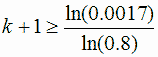 k + 1 ≥ ln(0.0017) / ln(0.8)